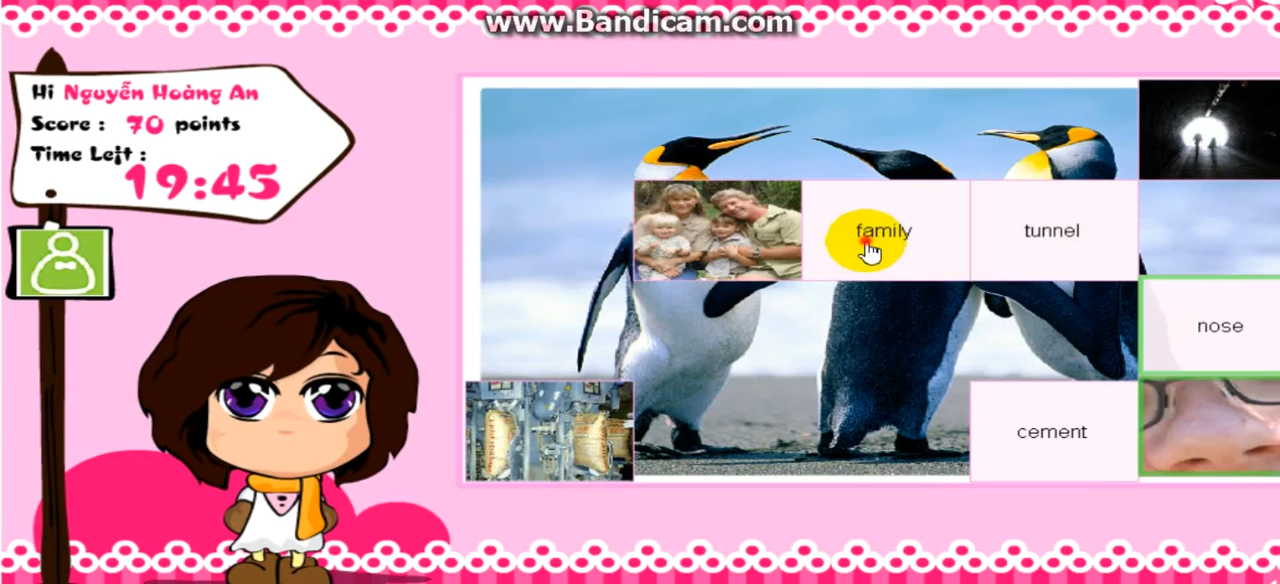 www.Bandicam.com
Hi Nguyễn Hoàng An
Score : 70 points
Time Left :
19:45
family
tunnel
nose
cement